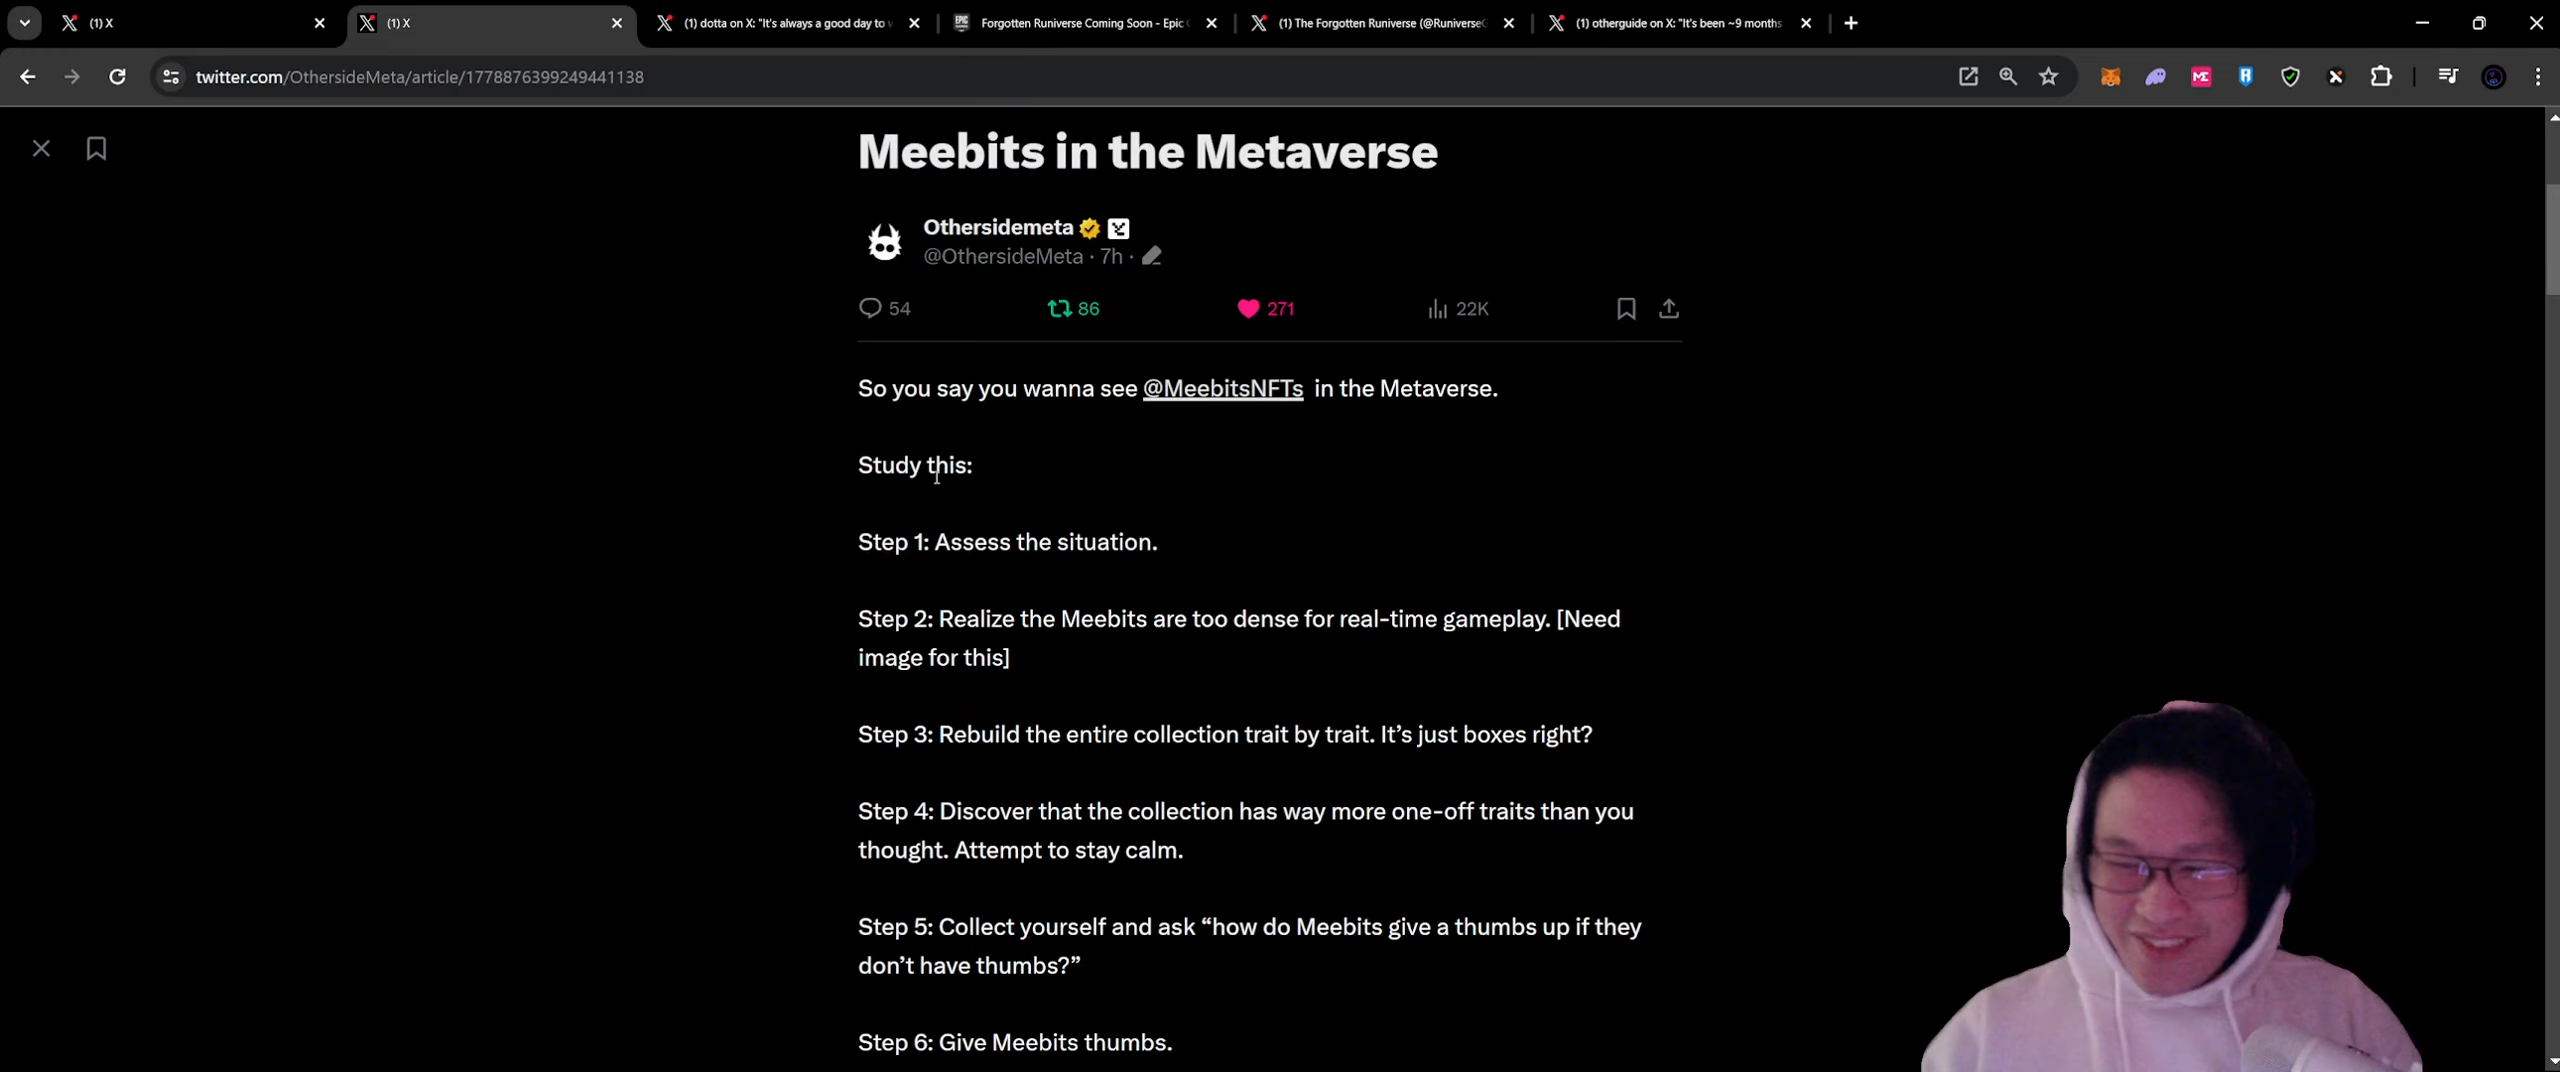 (1) X
(1) X
(1) dotta on X: "It's always a good day to w
Forgotten Runiverse Coming Soon - Epic G
(1) The Forgotten Runiverse (@RuniverseG
(1) otherguide on X: "It's been ~9 months
twitter.com/OthersideMeta/article/1778876399249441138
Meebits in the Metaverse
Othersidemeta
@OthersideMeta · 7h ·
54 86 271 22K
So you say you wanna see @MeebitsNFTs in the Metaverse.
Study this:
Step 1: Assess the situation.
Step 2: Realize the Meebits are too dense for real-time gameplay. [Need
image for this]
Step 3: Rebuild the entire collection trait by trait. It’s just boxes right?
Step 4: Discover that the collection has way more one-off traits than you
thought. Attempt to stay calm.
Step 5: Collect yourself and ask “how do Meebits give a thumbs up if they
don’t have thumbs?”
Step 6: Give Meebits thumbs.